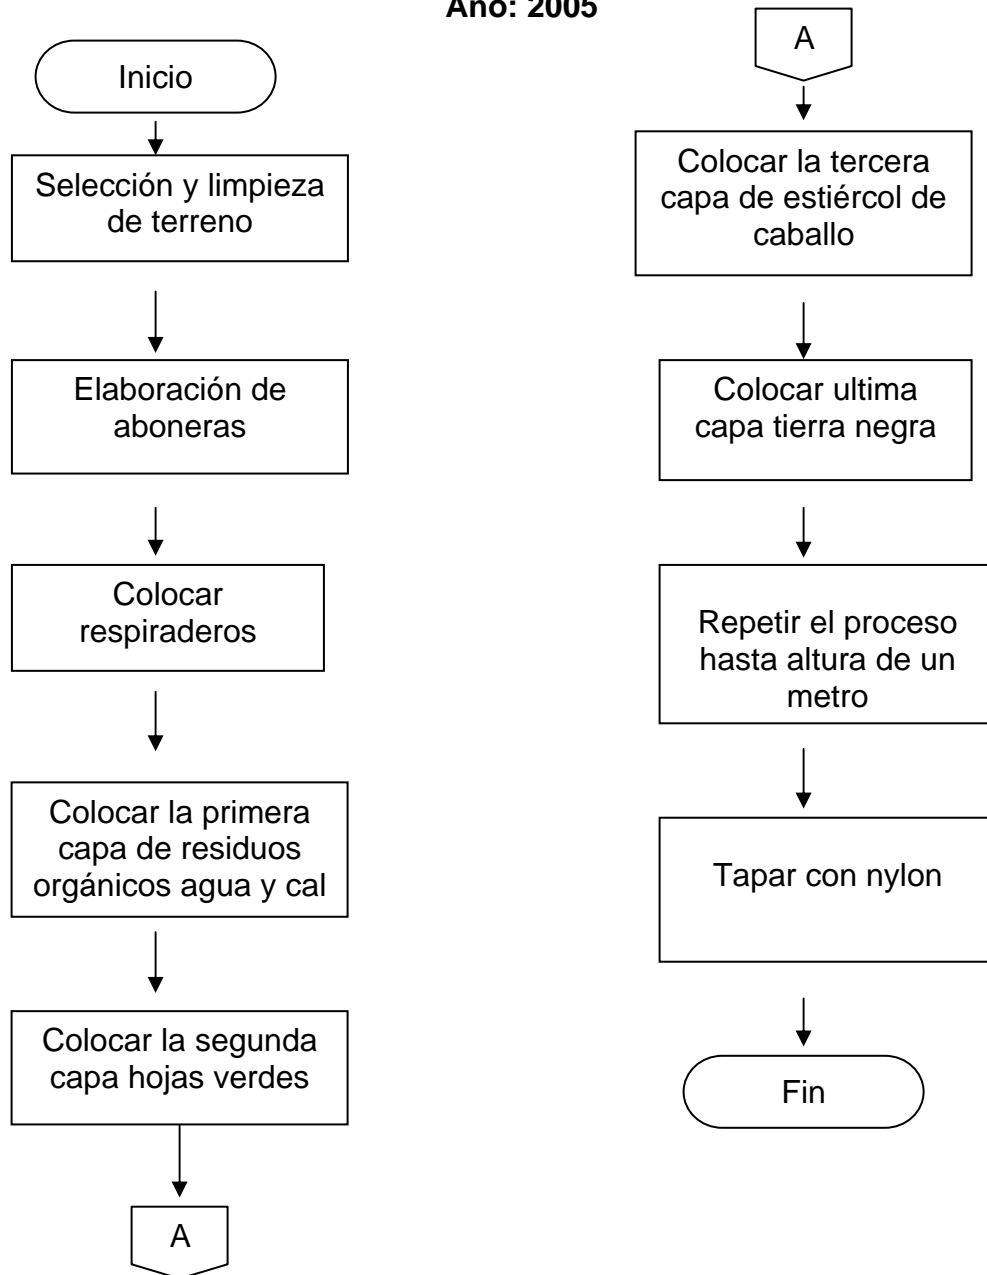 Año: 2005
Inicio
Selección y limpieza
de terreno
Elaboración de
aboneras
Colocar
respiraderos
Colocar la primera
capa de residuos
orgánicos agua y cal
Colocar la segunda
capa hojas verdes
A
A
Colocar la tercera
capa de estiércol de
caballo
Colocar ultima
capa tierra negra
Repetir el proceso
hasta altura de un
metro
Tapar con nylon
Fin